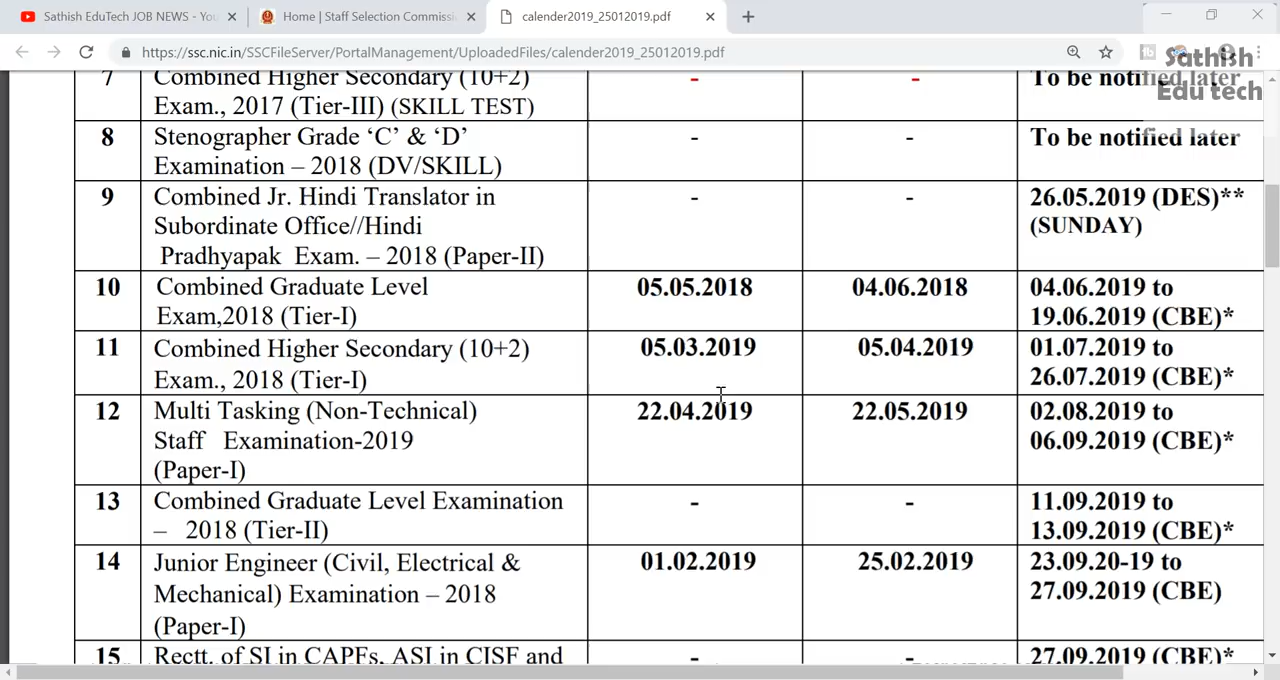 Sathish EduTech JOB NEWS - You
Home | Staff Selection Commissi
calender2019_25012019.pdf
https://ssc.nic.in/SSCFileServer/PortalManagement/UploadedFiles/calender2019_25012019.pdf
Sathish
Edu tech
7 Combined Higher Secondary (10+2) - - To be notified later
Exam., 2017 (Tier-III) (SKILL TEST)
8 Stenographer Grade ‘C’ & ‘D’ - - To be notified later
Examination – 2018 (DV/SKILL)
9 Combined Jr. Hindi Translator in - - 26.05.2019 (DES)**
Subordinate Office//Hindi (SUNDAY)
Pradhyapak Exam. – 2018 (Paper-II)
10 Combined Graduate Level 05.05.2018 04.06.2018 04.06.2019 to
Exam,2018 (Tier-I) 19.06.2019 (CBE)*
11 Combined Higher Secondary (10+2) 05.03.2019 05.04.2019 01.07.2019 to
Exam., 2018 (Tier-I) 26.07.2019 (CBE)*
12 Multi Tasking (Non-Technical) 22.04.2019 22.05.2019 02.08.2019 to
Staff Examination-2019 06.09.2019 (CBE)*
(Paper-I)
13 Combined Graduate Level Examination - - 11.09.2019 to
– 2018 (Tier-II) 13.09.2019 (CBE)*
14 Junior Engineer (Civil, Electrical & 01.02.2019 25.02.2019 23.09.20-19 to
Mechanical) Examination – 2018 27.09.2019 (CBE)
(Paper-I)
15 Rectt. of SI in CAPFs, ASI in CISF and - - 27.09.2019 (CBE)*